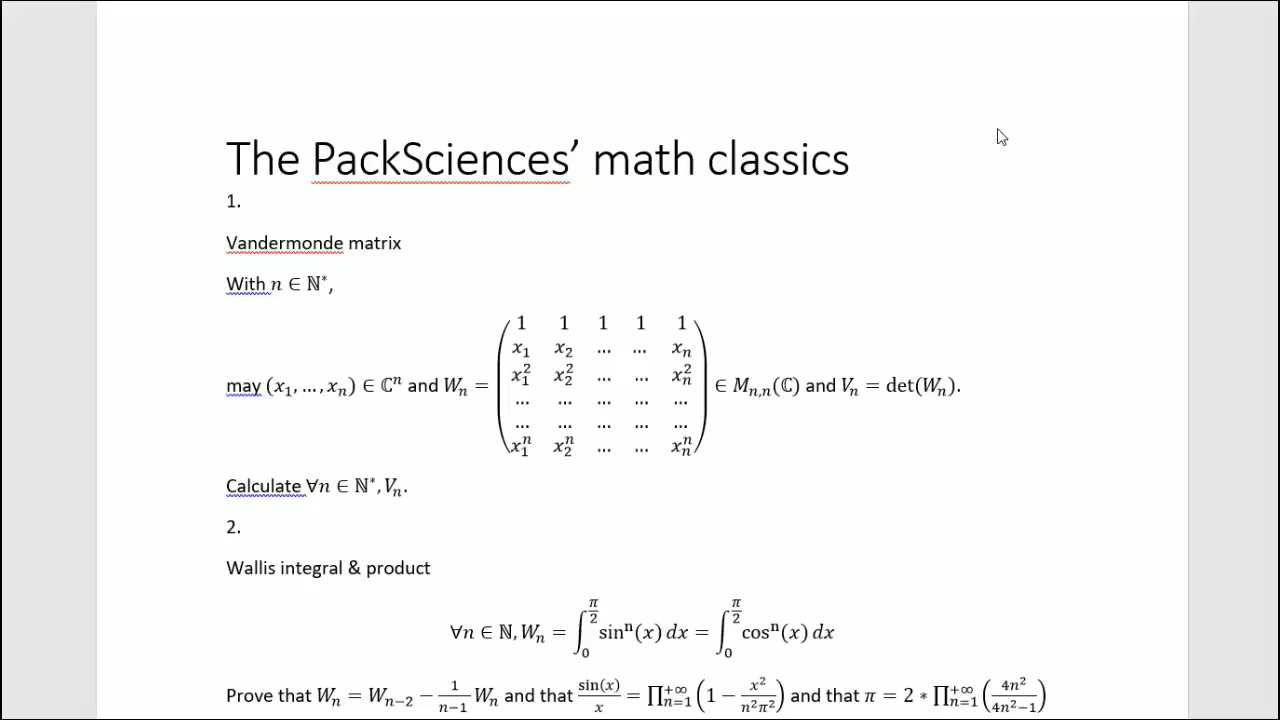 The PackSciences’ math classics
1.
Vandermonde matrix
With n ∈ ℕ*,
1 1 1 1 1
x₁ x₂ ... ... xₙ
x₁² x₂² ... ... xₙ²
may (x₁, ..., xₙ) ∈ ℂⁿ and Wₙ = ∈ Mₙ,ₙ(ℂ) and Vₙ = det(Wₙ).
... ... ... ... ...
... ... ... ... ...
x₁ⁿ x₂ⁿ ... ... xₙⁿ
Calculate ∀n ∈ ℕ*, Vₙ.
2.
Wallis integral & product
∀n ∈ ℕ, Wₙ = ∫₀^(π/2) sinⁿ(x) dx = ∫₀^(π/2) cosⁿ(x) dx
Prove that Wₙ = Wₙ₋₂ − 1/(n−1) Wₙ and that sin(x)/x = ∏ₙ₌₁^(+∞) (1 − x²/(n²π²)) and that π = 2 * ∏ₙ₌₁^(+∞) (4n²/(4n²−1))